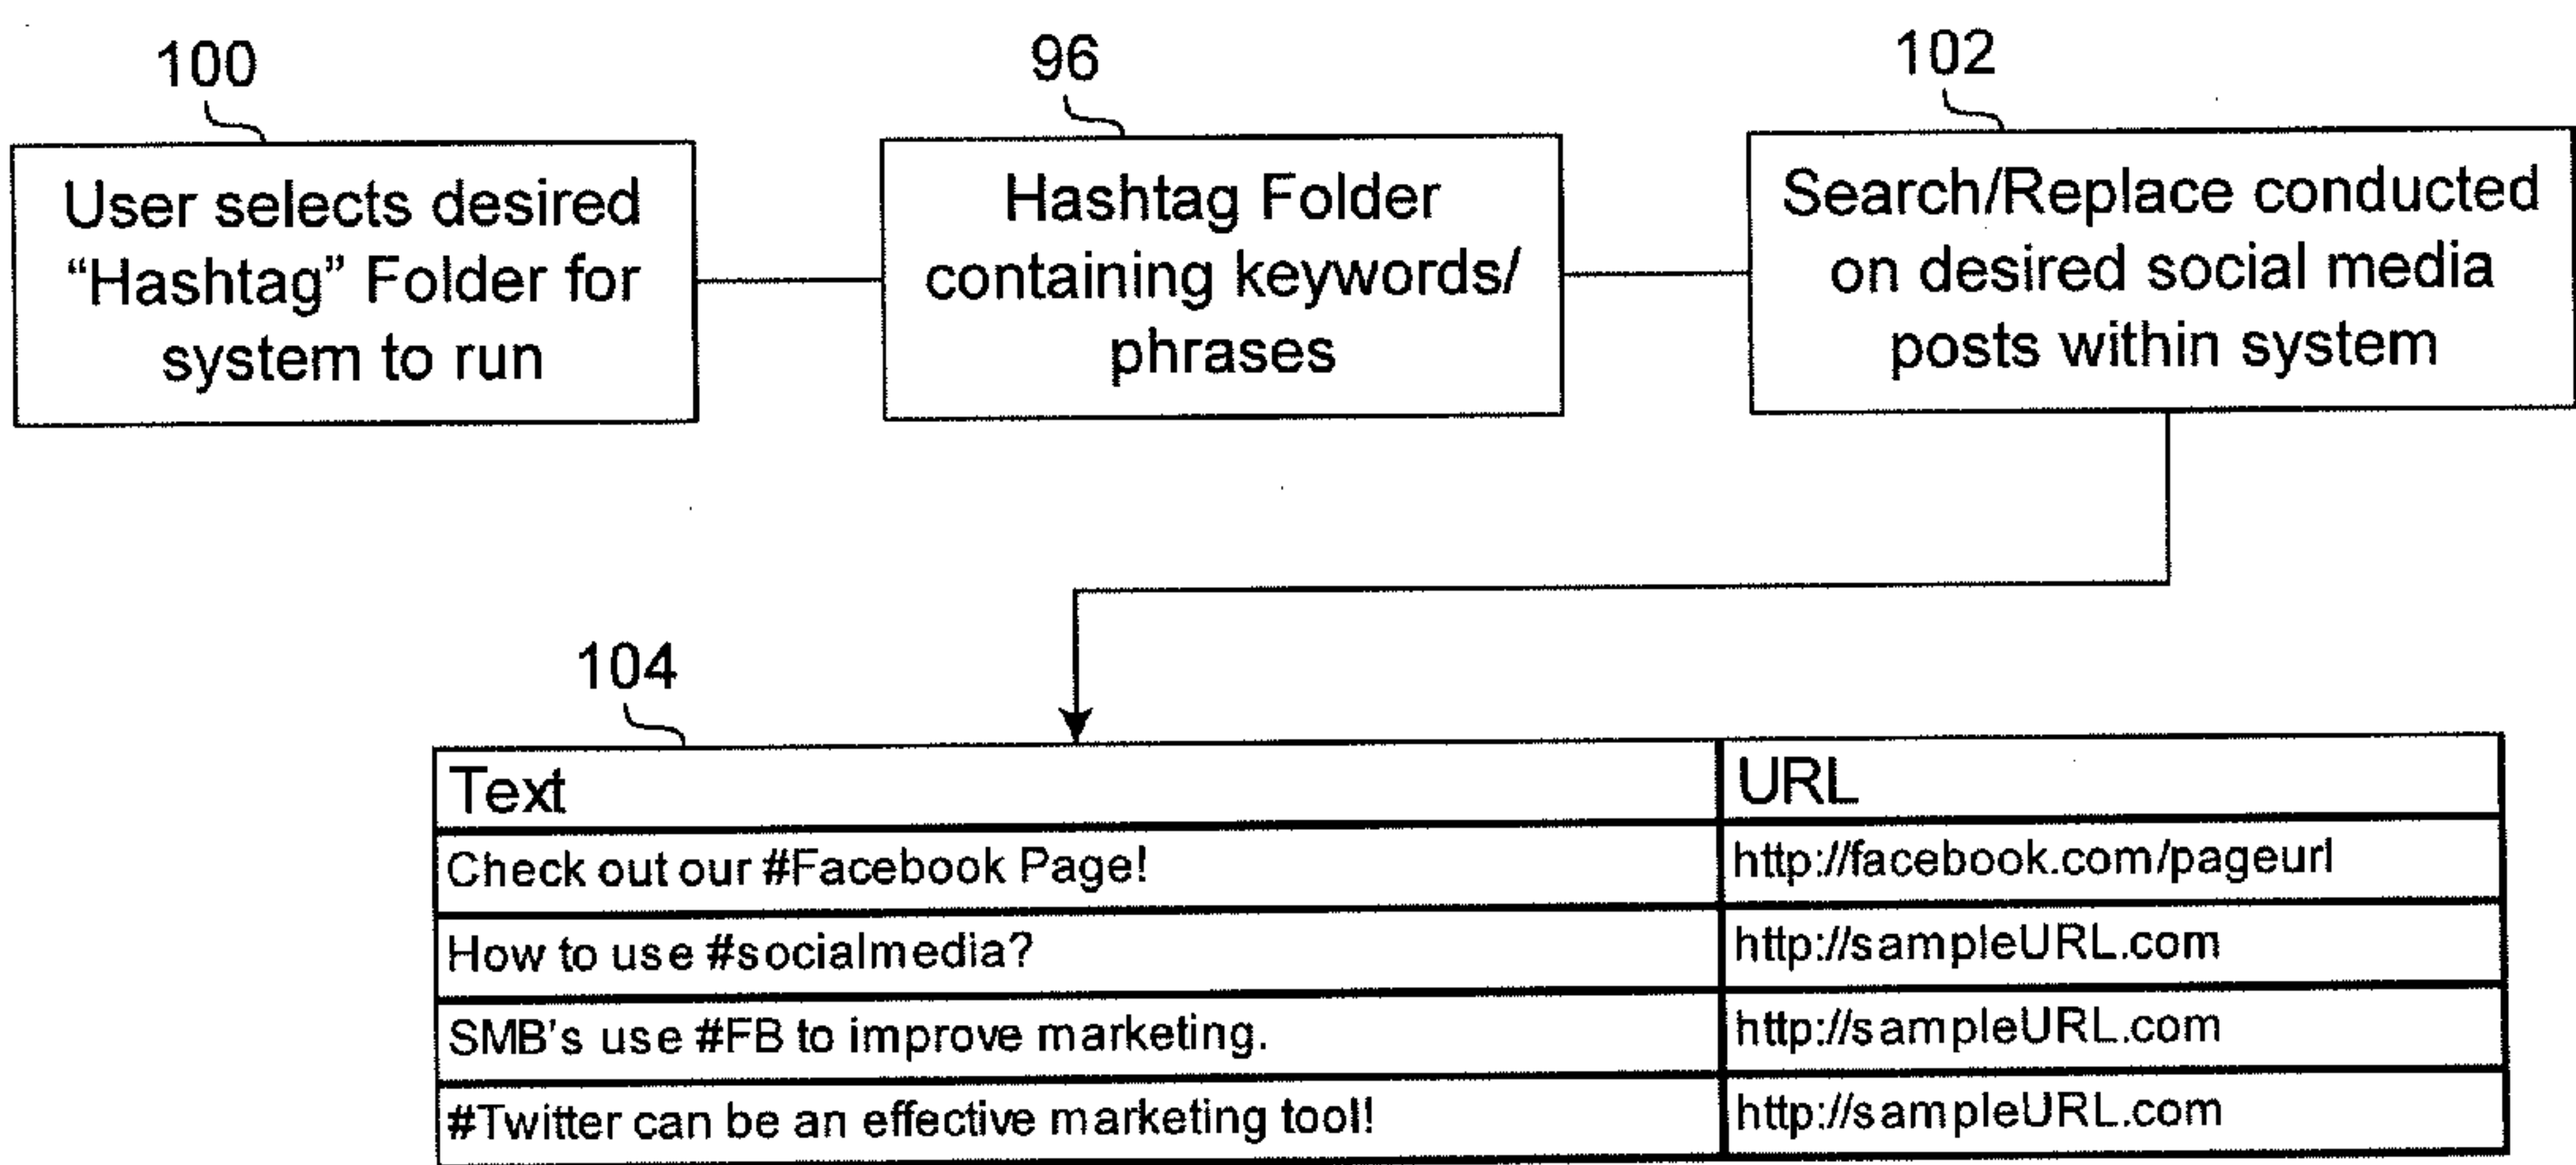 100
User selects desired
“Hashtag” Folder for
system to run
96
Hashtag Folder
containing keywords/
phrases
102
Search/Replace conducted
on desired social media
posts within system
104
Text URL
Check out our #Facebook Page! http://facebook.com/pageurl
How to use #socialmedia? http://sampleURL.com
SMB's use #FB to improve marketing. http://sampleURL.com
#Twitter can be an effective marketing tool! http://sampleURL.com